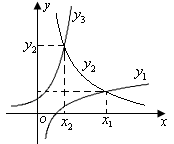 y y₃
y₂
y₂ y₁
o x₂ x₁ x